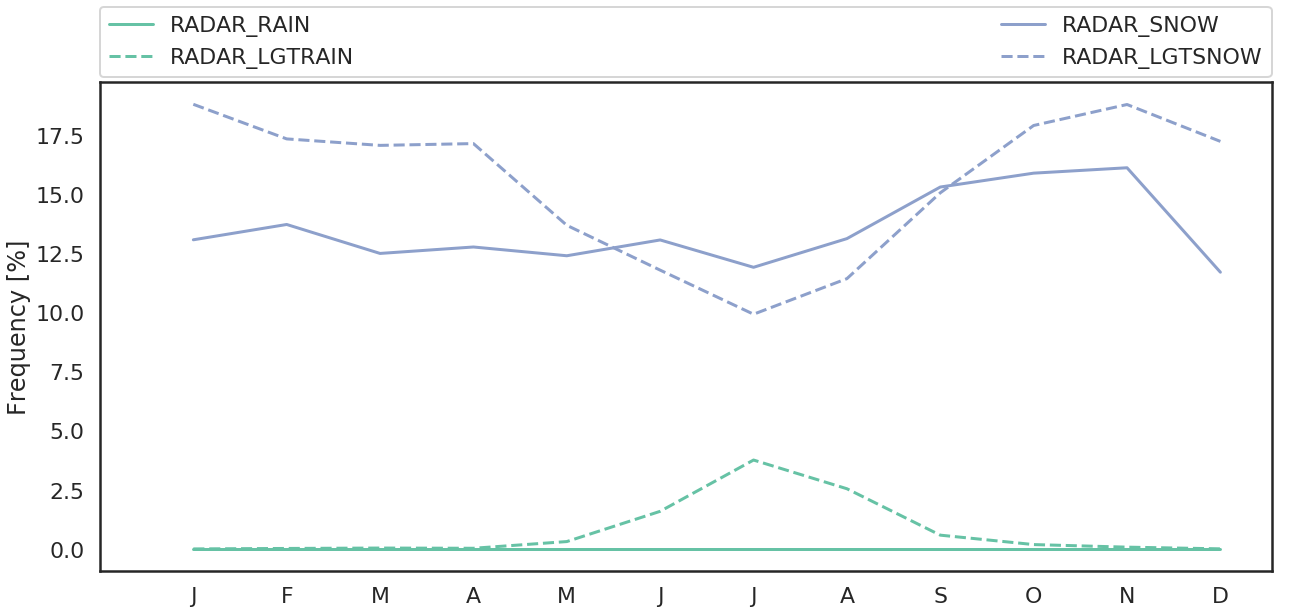 RADAR_RAIN
RADAR_LGTRAIN
RADAR_SNOW
RADAR_LGTSNOW
Frequency [%]
17.5
15.0
12.5
10.0
7.5
5.0
2.5
0.0
J F M A M J J A S O N D